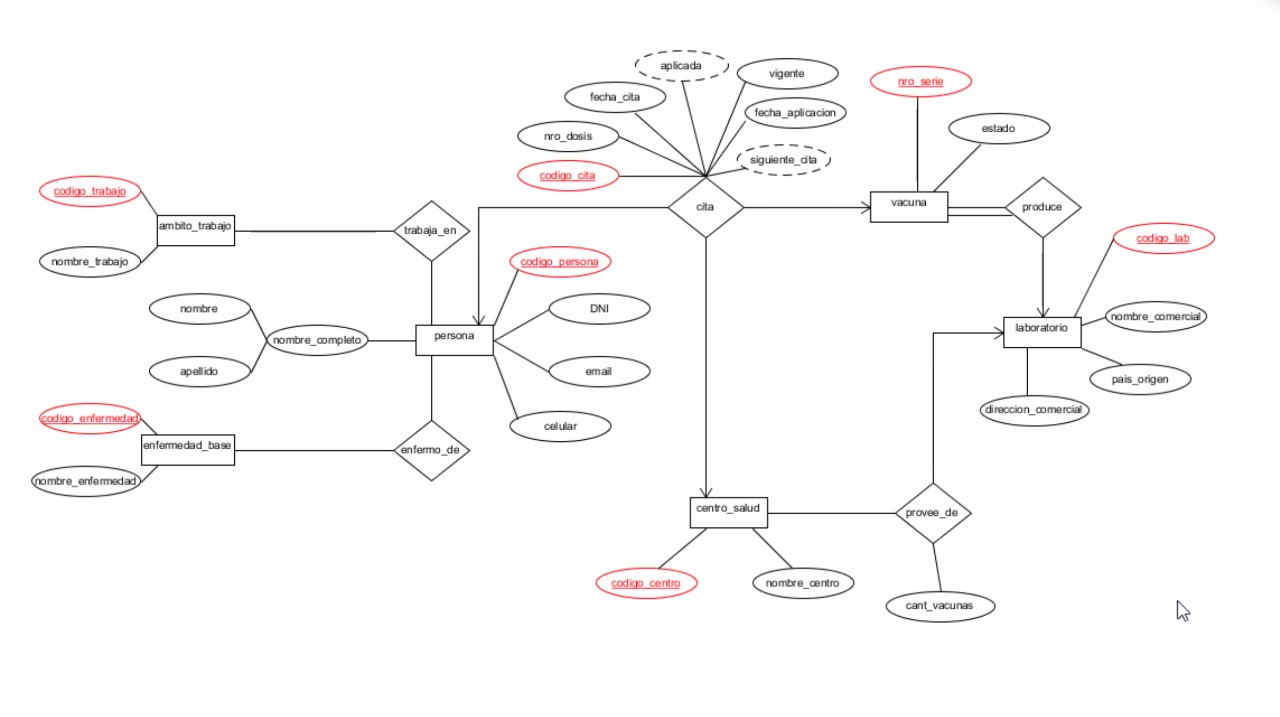 aplicada
vigente
nro_serie
fecha_cita
fecha_aplicacion
estado
nro_dosis
siguiente_cita
codigo_cita
codigo_trabajo
cita
vacuna
produce
ambito_trabajo
trabaja_en
codigo_lab
nombre_trabajo
codigo_persona
nombre
DNI
nombre_comercial
persona
laboratorio
nombre_completo
apellido
email
pais_origen
direccion_comercial
codigo_enfermedad
celular
enfermedad_base
enfermo_de
nombre_enfermedad
centro_salud
provee_de
codigo_centro
nombre_centro
cant_vacunas